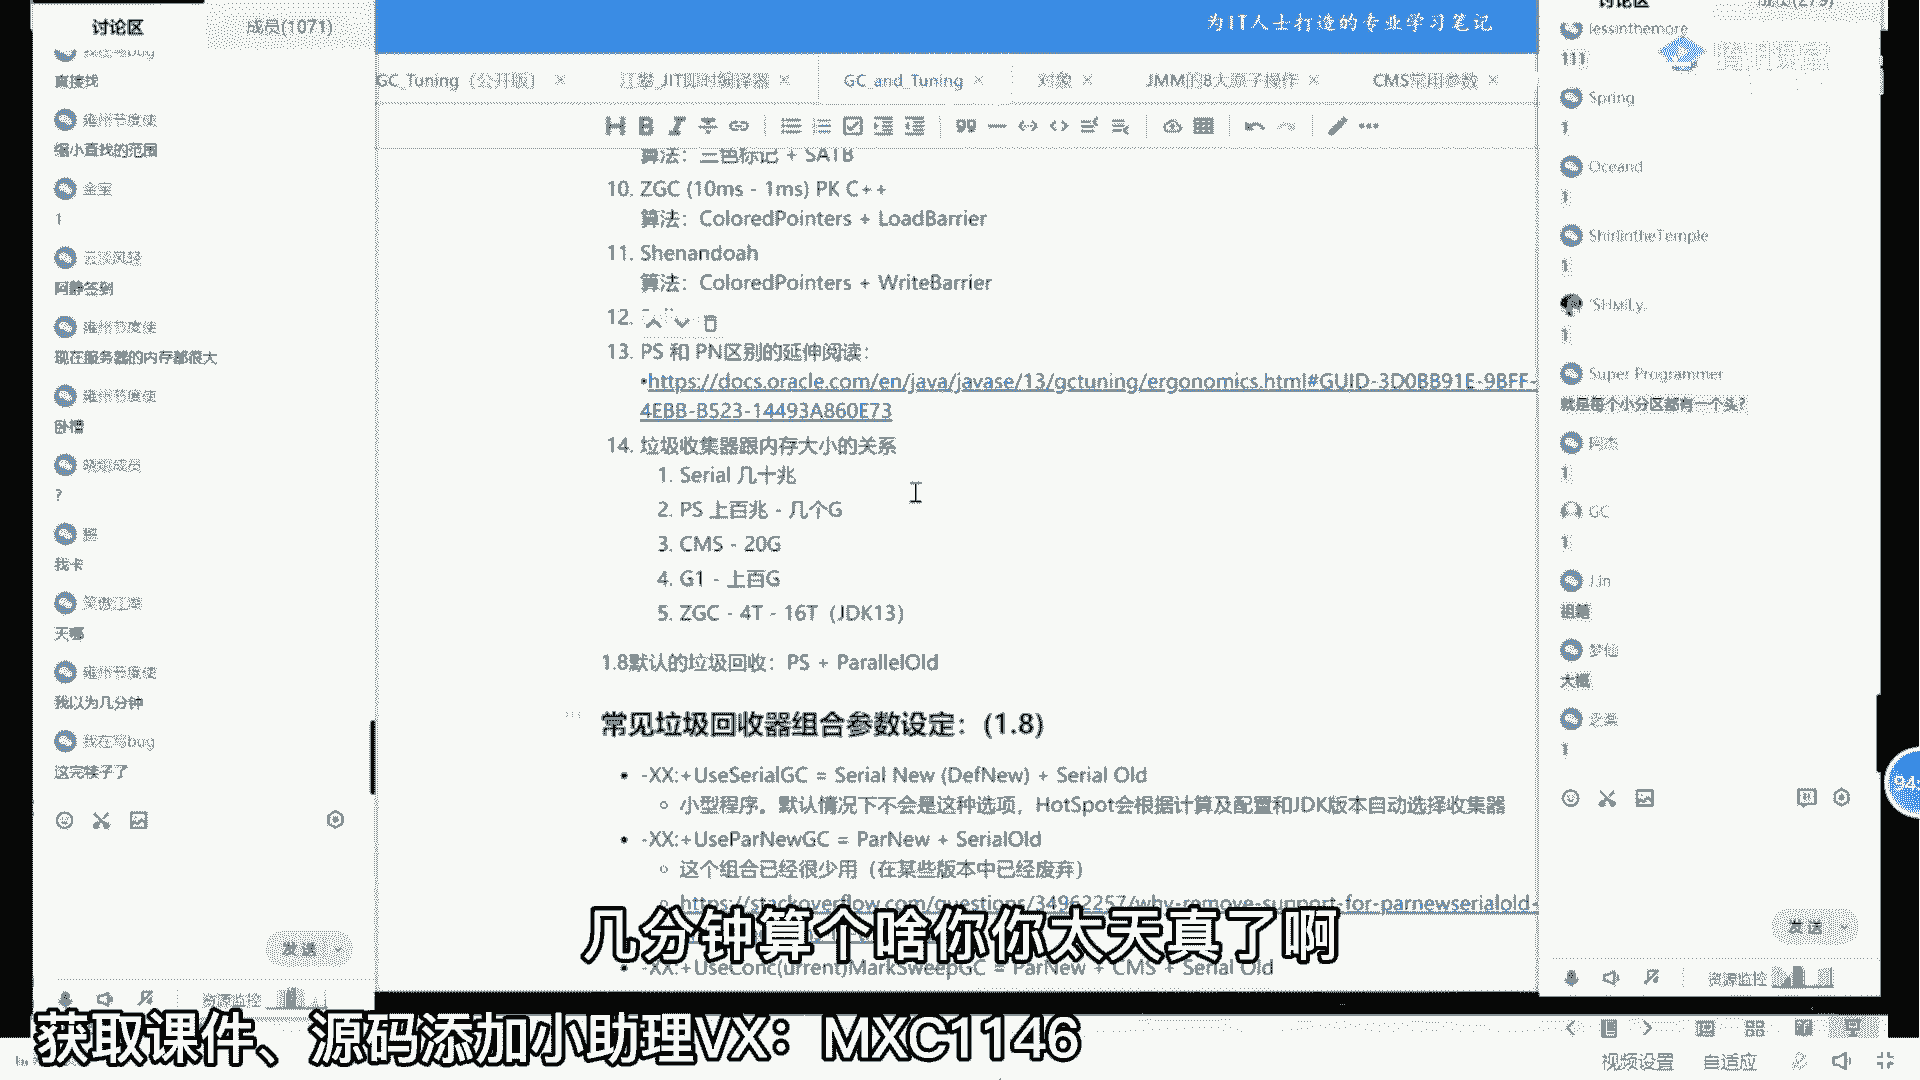 讨论区
成员(1071)
直接找
雍州节度使
缩小查找的范围
金宝
1
云淡风轻
阿静签到
雍州节度使
现在服务器的内存都很大
雍州节度使
卧槽
?
我卡
笑傲江湖
天哪
雍州节度使
我以为几分钟
我在写bug
这完犊子了
发送
资源监控
为IT人士打造的专业学习笔记
GC_Tuning（公开版） ×
JIT即时编译器 ×
GC_and_Tuning ×
对象 ×
JMM的8大原子操作 ×
CMS常用参数 ×
算法：三色标记 + SATB
10. ZGC (10ms - 1ms) PK C++
算法：ColoredPointers + LoadBarrier
11. Shenandoah
算法：ColoredPointers + WriteBarrier
12.
13. PS 和 PN区别的延伸阅读：
•https://docs.oracle.com/en/java/javase/13/gctuning/ergonomics.html#GUID-3D0BB91E-9BFF-
4EBB-B523-14493A860E73
14. 垃圾收集器跟内存大小的关系
1. Serial 几十兆
2. PS 上百兆 - 几个G
3. CMS - 20G
4. G1 - 上百G
5. ZGC - 4T - 16T（JDK13）
1.8默认的垃圾回收：PS + ParallelOld
常见垃圾回收器组合参数设定：(1.8)
• -XX:+UseSerialGC = Serial New (DefNew) + Serial Old
小型程序。默认情况下不会是这种选项，HotSpot会根据计算及配置和JDK版本自动选择收集器
• -XX:+UseParNewGC = ParNew + SerialOld
这个组合已经很少用（在某些版本中已经废弃）
https://stackoverflow.com/questions/34962257/why-remove-support-for-parnewserialold-
• -XX:+UseConc(urrent)MarkSweepGC = ParNew + CMS + Serial Old
几分钟算个啥你你太天真了啊
获取课件、源码添加小助理VX：MXC1146
讨论区
lessinthemore
111
Spring
1
Oceand
1
ShirlintheTemple
1
'SHMILy.
1
Super Programmer
就是每个小分区都有一个头?
阿杰
1
GC
1
Lin
梦仙
大概
1
发送
资源监控
94
视频设置
自适应